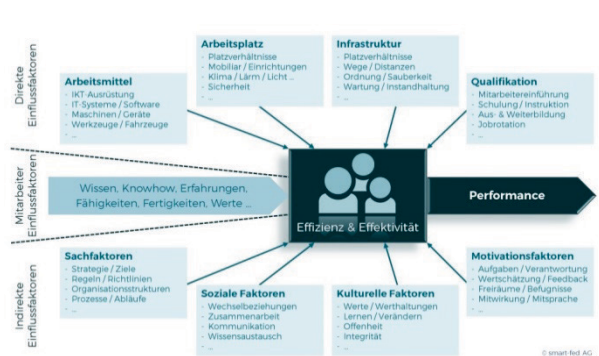 Direkte
Einflussfaktoren
Arbeitsmittel
- IKT-Ausrüstung
- IT-Systeme / Software
- Maschinen / Geräte
- Werkzeuge / Fahrzeuge
- ...
Arbeitsplatz
- Platzverhältnisse
- Mobiliar / Einrichtungen
- Klima / Lärm / Licht ...
- Sicherheit
- ...
Infrastruktur
- Platzverhältnisse
- Wege / Distanzen
- Ordnung / Sauberkeit
- Wartung / Instandhaltung
- ...
Qualifikation
- Mitarbeitereinführung
- Schulung / Instruktion
- Aus- & Weiterbildung
- Jobrotation
- ...
Mitarbeiter
Einflussfaktoren
Wissen, Knowhow, Erfahrungen,
Fähigkeiten, Fertigkeiten, Werte ...
Effizienz & Effektivität
Performance
Indirekte
Einflussfaktoren
Sachfaktoren
- Strategie / Ziele
- Regeln / Richtlinien
- Organisationsstrukturen
- Prozesse / Abläufe
- ...
Soziale Faktoren
- Wechselbeziehungen
- Zusammenarbeit
- Kommunikation
- Wissensaustausch
- ...
Kulturelle Faktoren
- Werte / Werthaltungen
- Lernen / Verändern
- Offenheit
- Integrität
- ...
Motivationsfaktoren
- Aufgaben / Verantwortung
- Wertschätzung / Feedback
- Freiräume / Befugnisse
- Mitwirkung / Mitsprache
- ...
© smart-fed AG